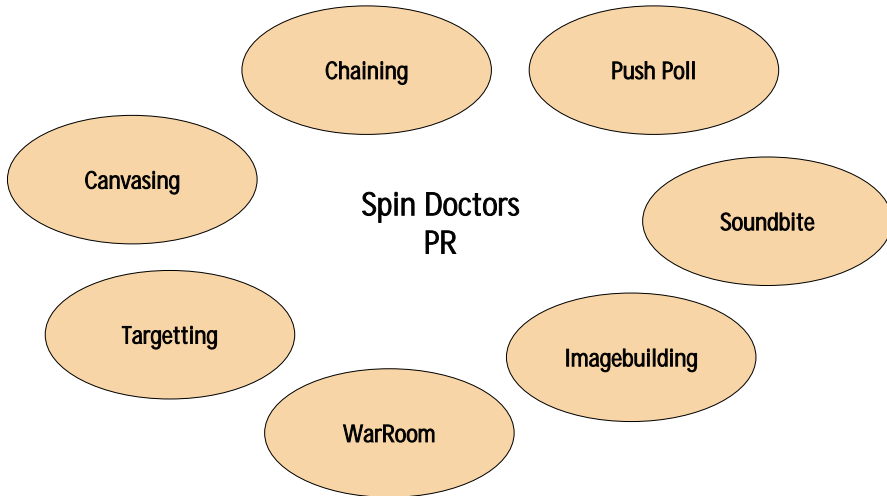 Chaining
Push Poll
Canvasing
Spin Doctors
PR
Soundbite
Targetting
Imagebuilding
WarRoom